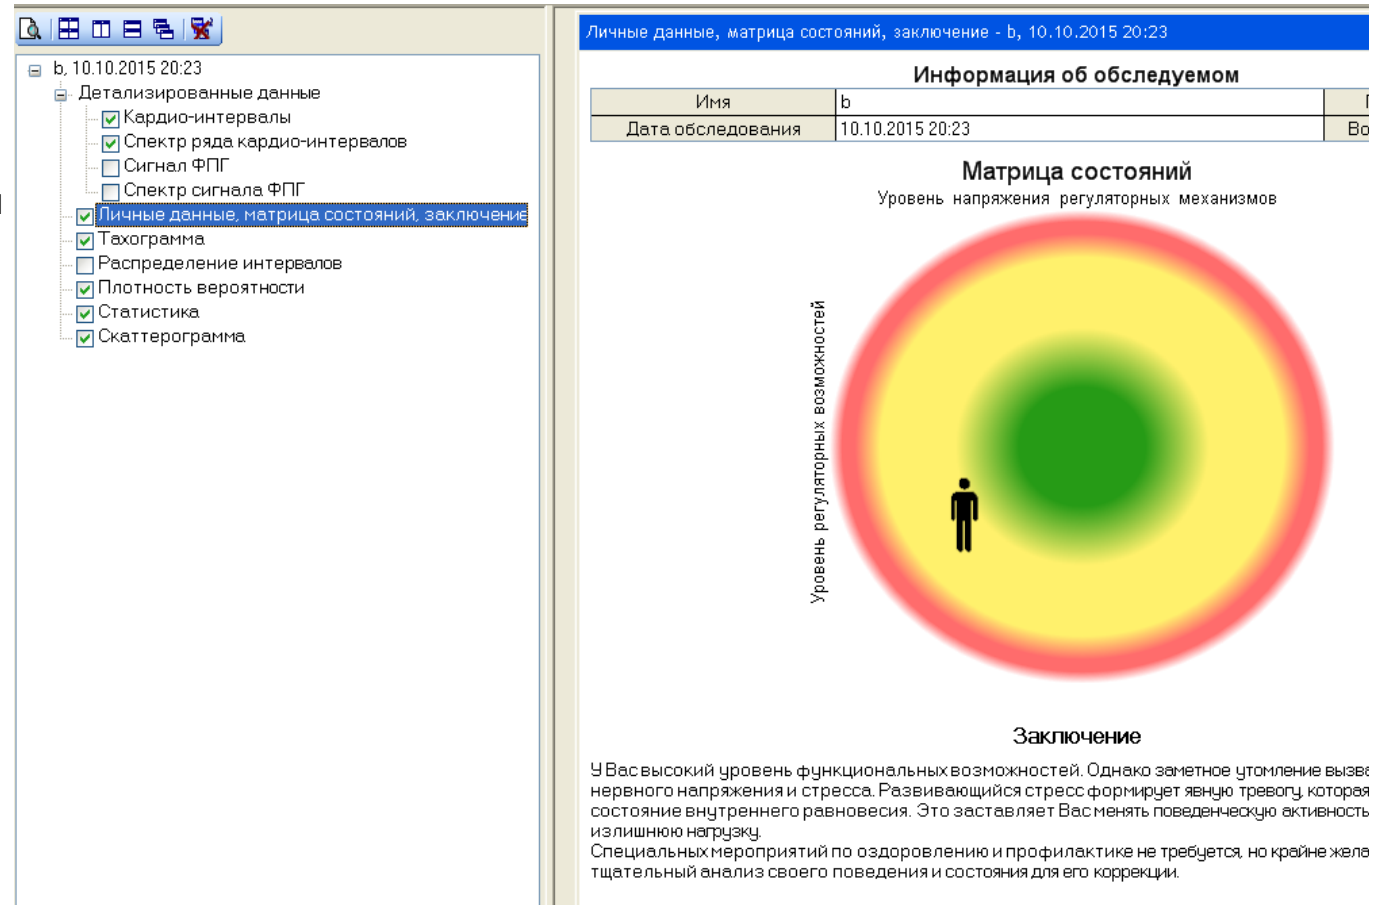 b, 10.10.2015 20:23
Детализированные данные
Кардио-интервалы
Спектр ряда кардио-интервалов
Сигнал ФПГ
Спектр сигнала ФПГ
Личные данные, матрица состояний, заключение
Тахограмма
Распределение интервалов
Плотность вероятности
Статистика
Скаттерограмма
Личные данные, матрица состояний, заключение - b, 10.10.2015 20:23
Информация об обследуемом
Имя b
Дата обследования 10.10.2015 20:23 Во
Матрица состояний
Уровень напряжения регуляторных механизмов
Уровень регуляторных возможностей
Заключение
У Вас высокий уровень функциональных возможностей. Однако заметное утомление вызва
нервного напряжения и стресса. Развивающийся стресс формирует явную тревогу, которая
состояние внутреннего равновесия. Это заставляет Вас менять поведенческую активность
излишнюю нагрузку.
Специальных мероприятий по оздоровлению и профилактике не требуется, но крайне жела
тщательный анализ своего поведения и состояния для его коррекции.